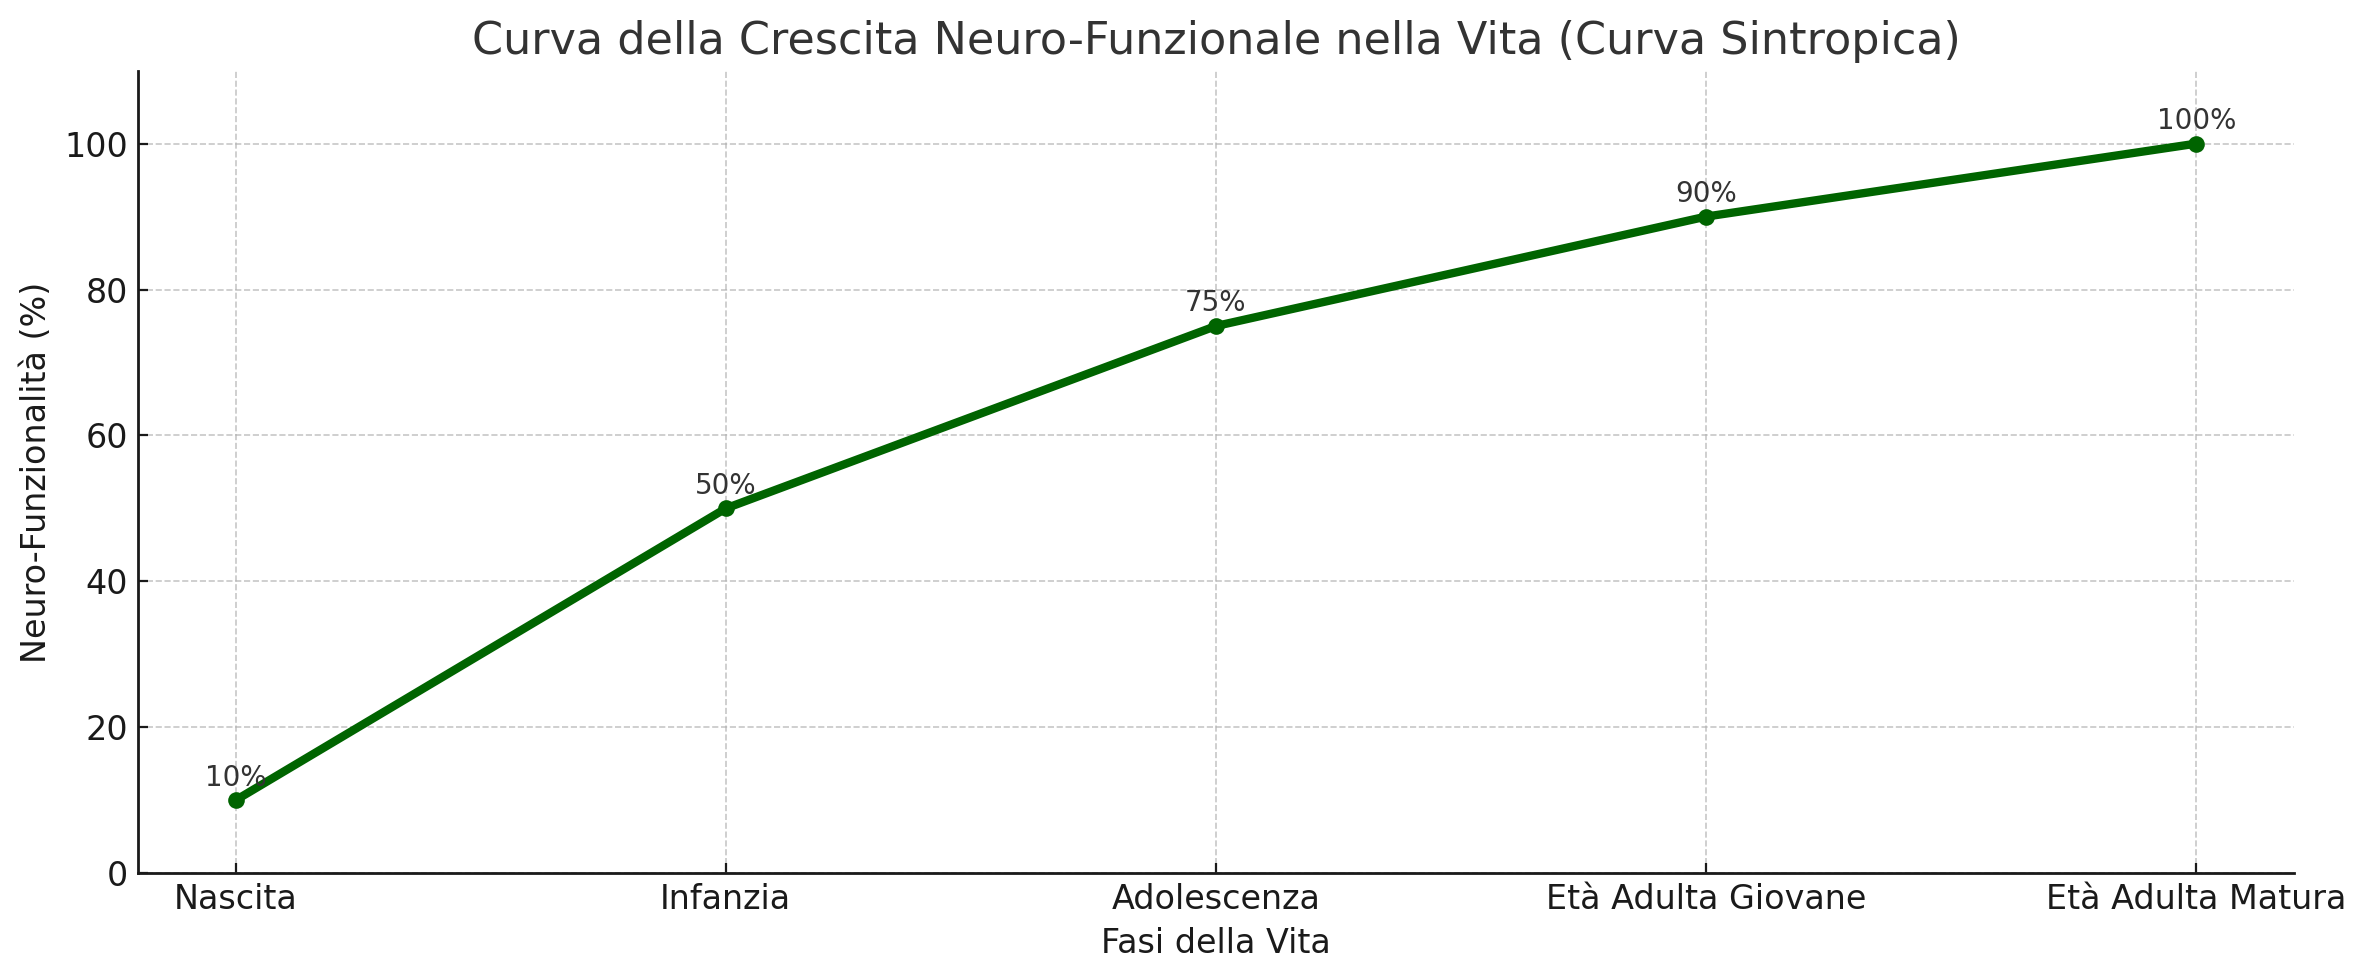 Curva della Crescita Neuro-Funzionale nella Vita (Curva Sintropica)
Neuro-Funzionalità (%)
100
80
60
40
20
0
10%
50%
75%
90%
100%
Nascita
Infanzia
Adolescenza
Età Adulta Giovane
Età Adulta Matura
Fasi della Vita